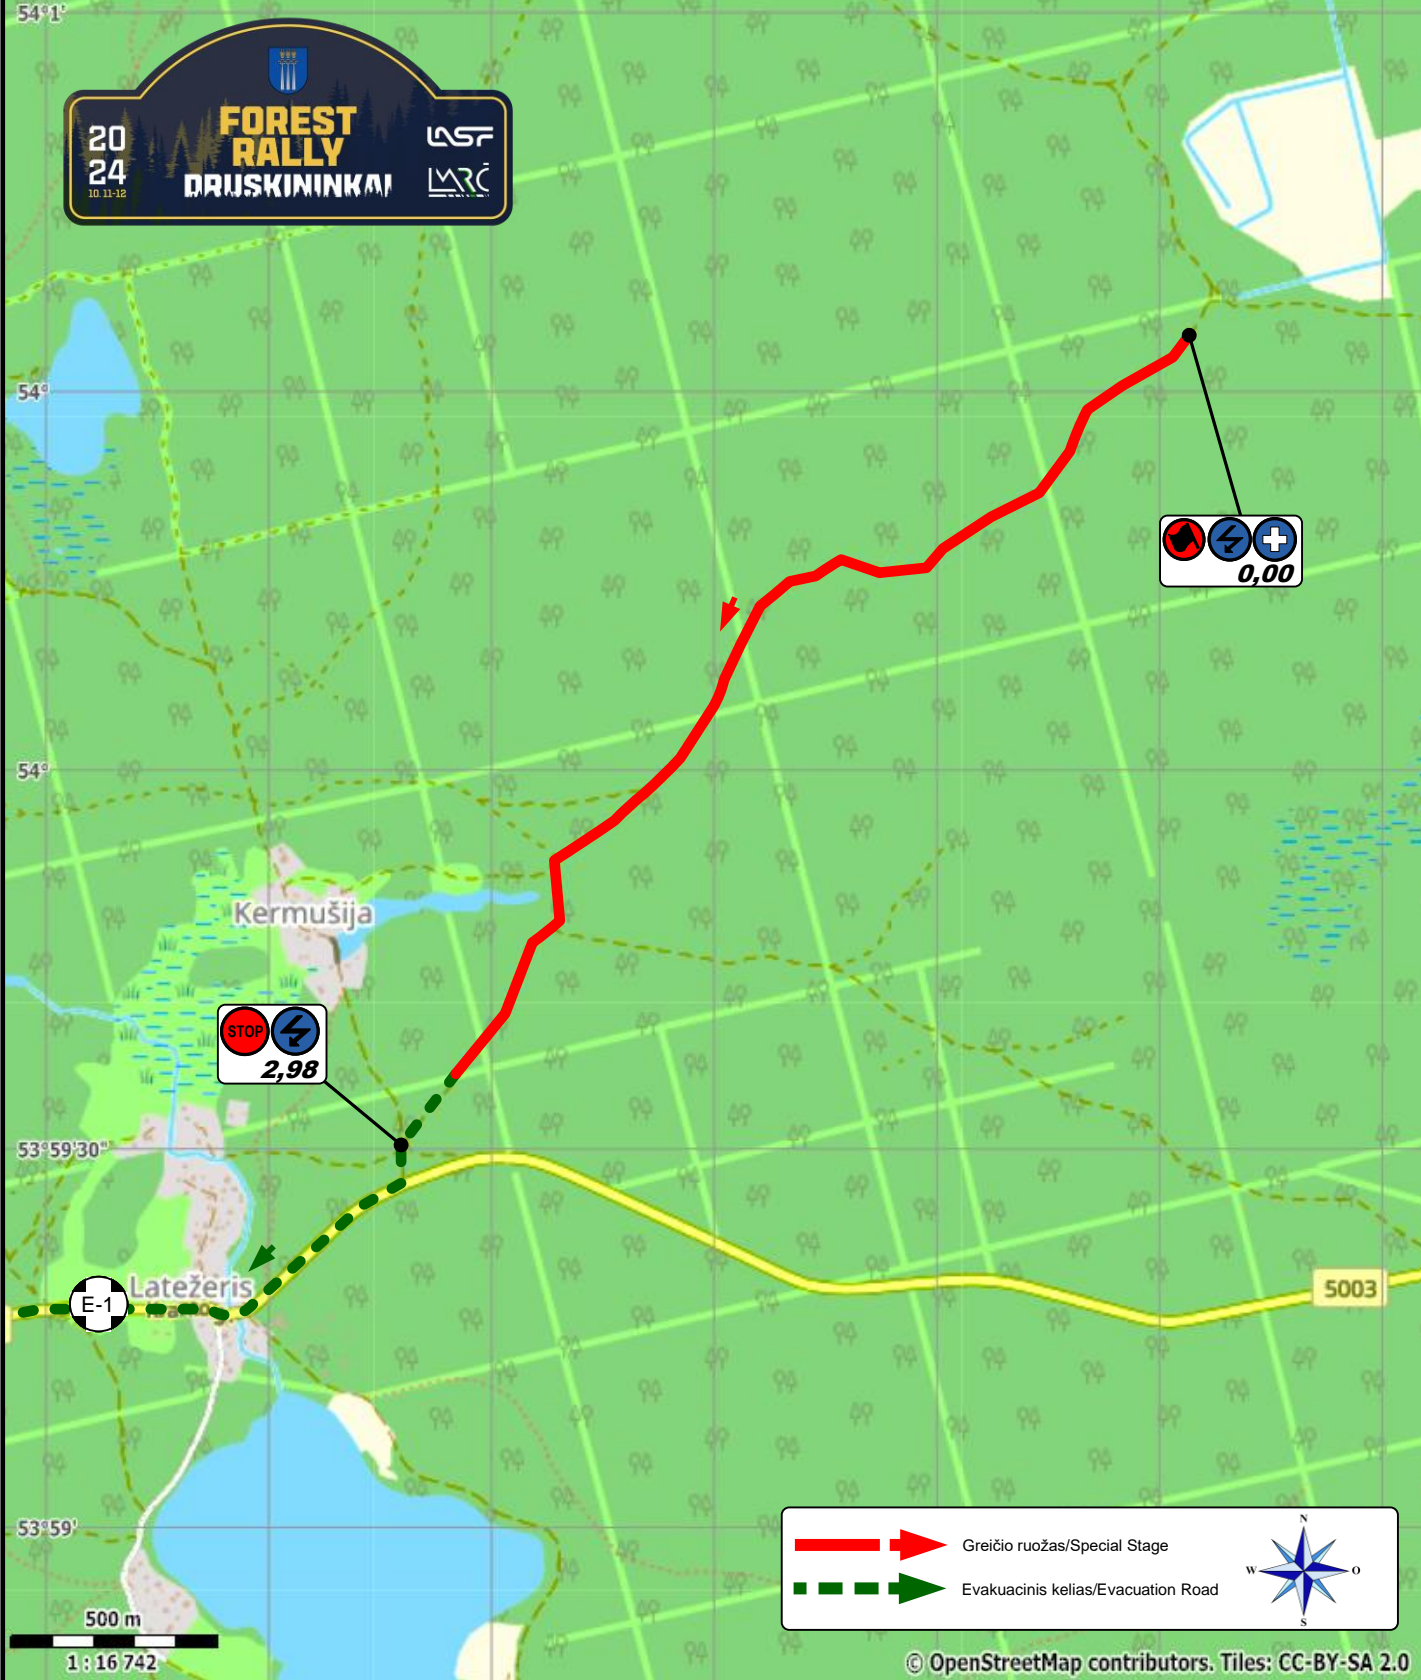 54°1'
20
24
10. 11-12
FOREST
RALLY
DRUSKININKAI
LASF
LARČ
54°
0,00
54°
Kermušija
STOP
2,98
53°59'30"
Latežeris
E-1
5003
53°59'
Greičio ruožas/Special Stage
Evakuacinis kelias/Evacuation Road
N
W
O
S
500 m
1 : 16 742
© OpenStreetMap contributors. Tiles: CC-BY-SA 2.0